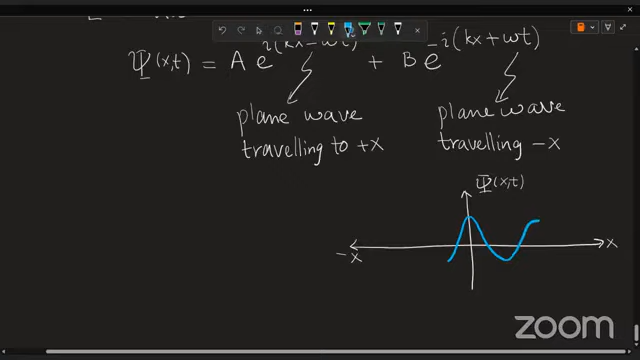 Ψ(x,t) = A e^{i(kx-ωt)} + B e^{-i(kx+ωt)}
plane wave travelling to +x
plane wave travelling -x
Ψ(x,t)
-x
x
zoom